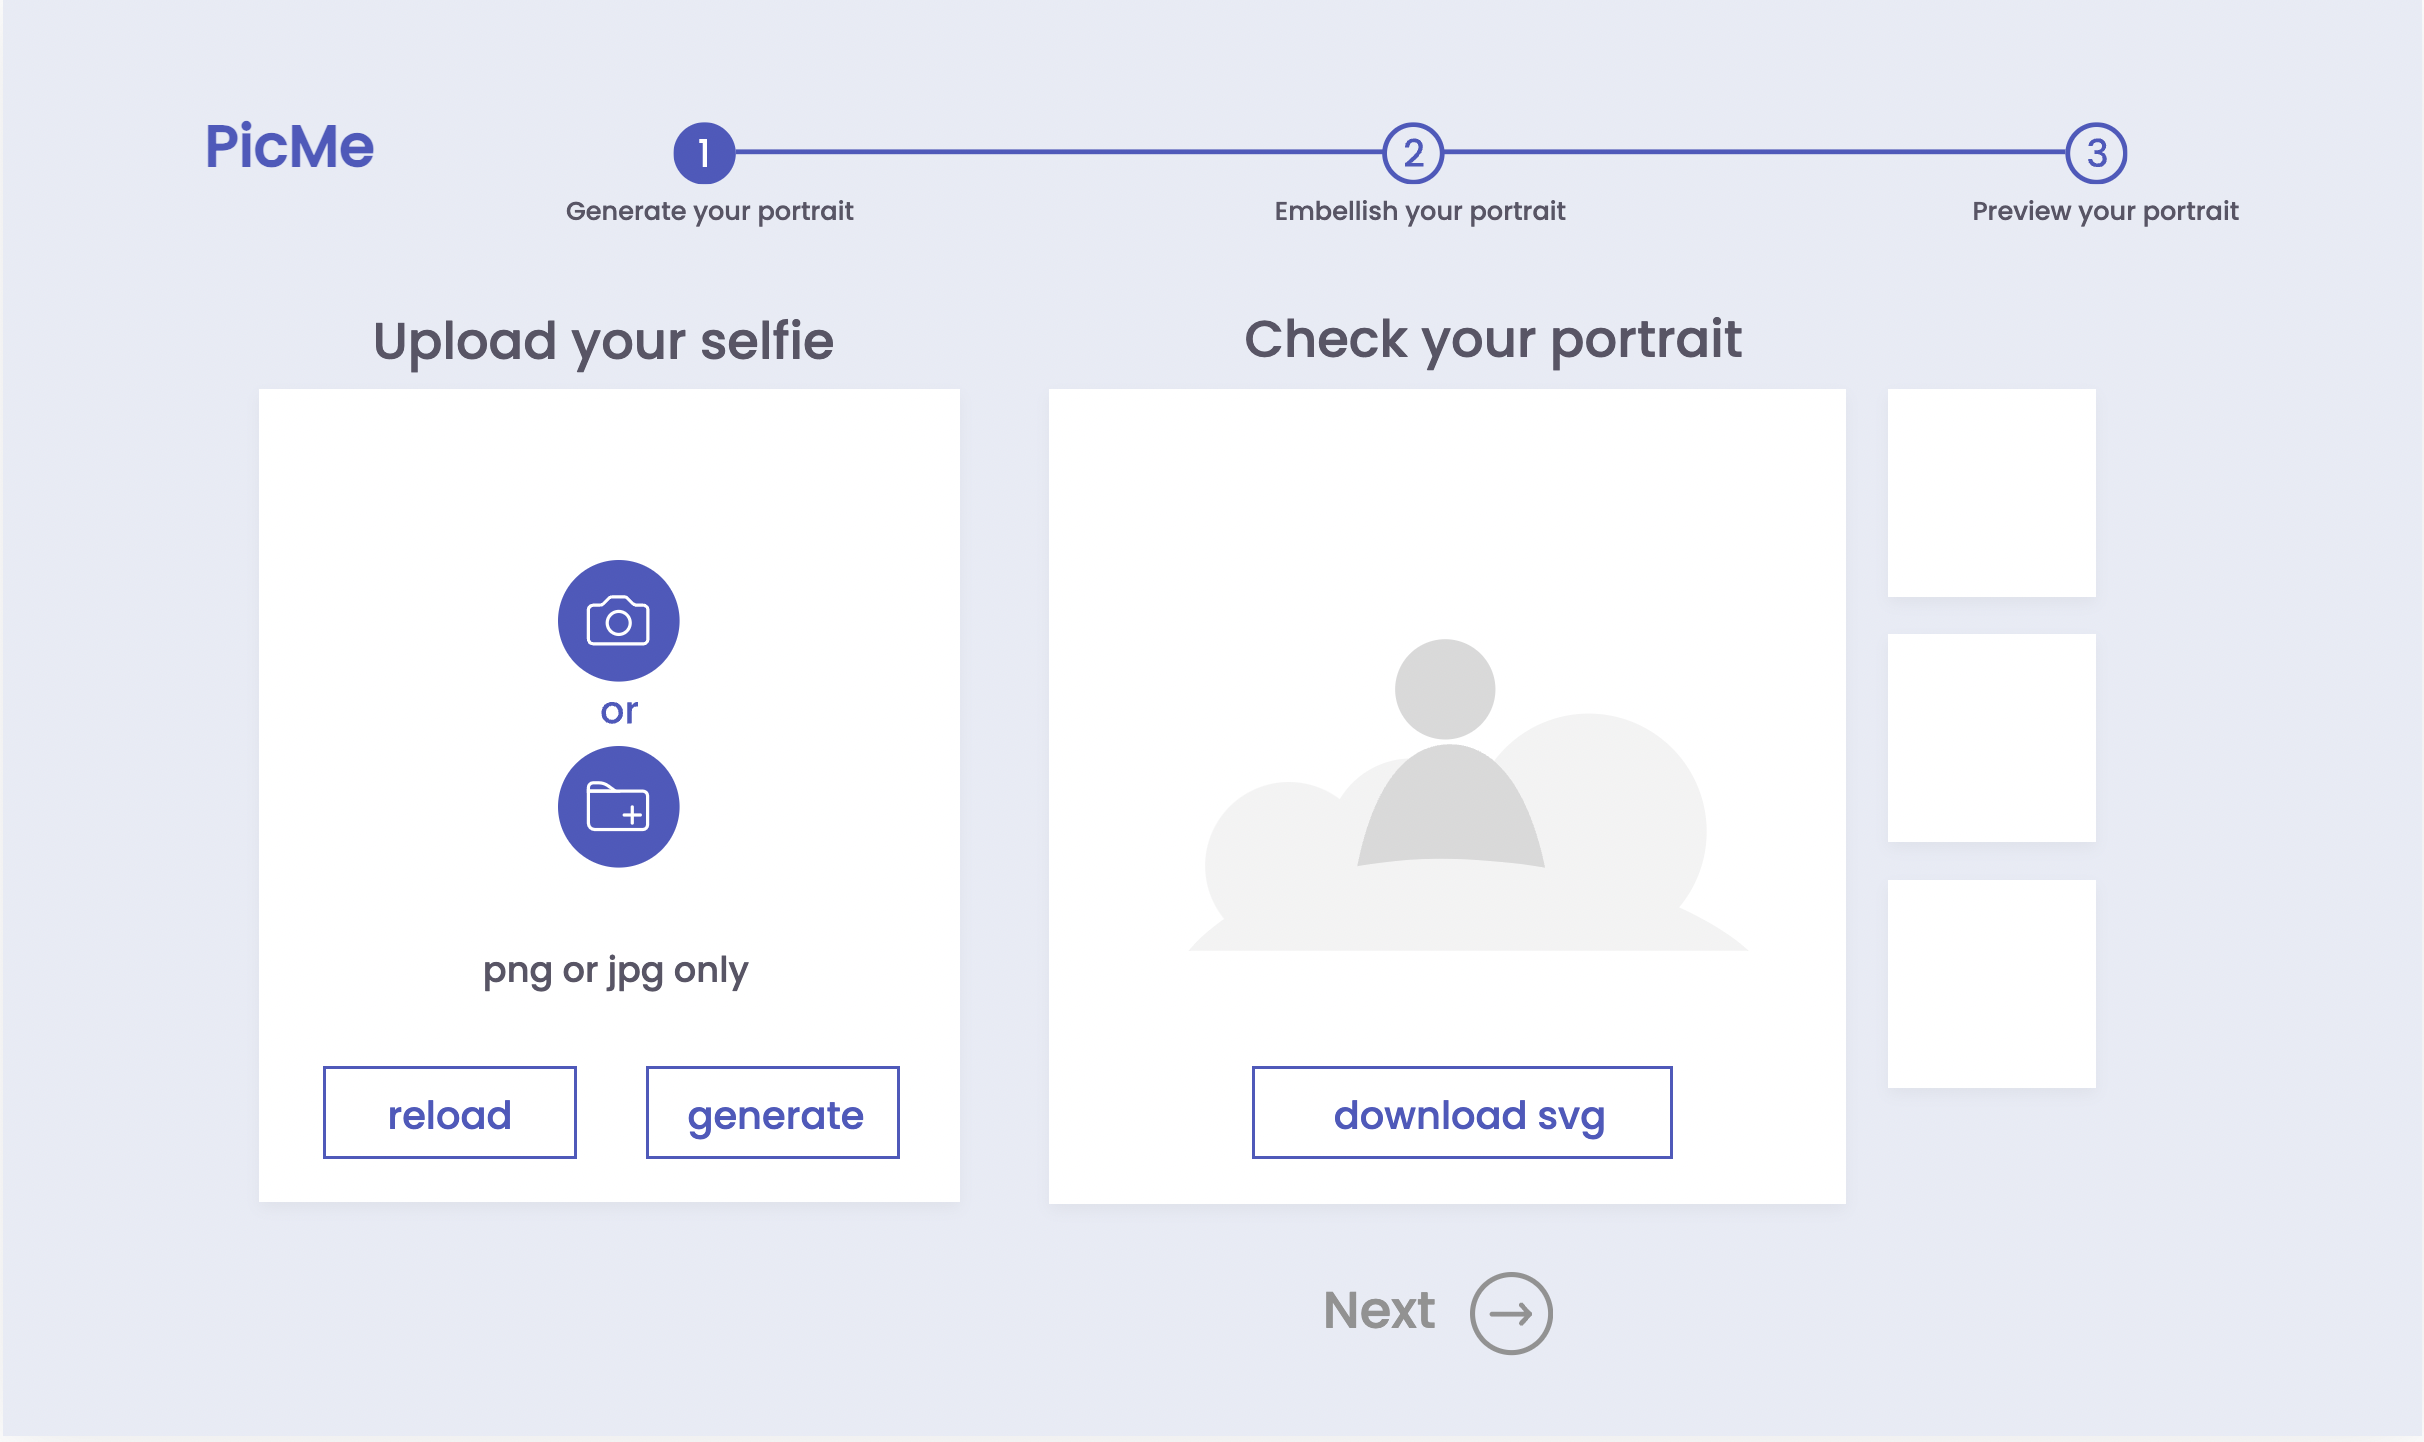 PicMe
1
2
3
Generate your portrait
Embellish your portrait
Preview your portrait
Upload your selfie
Check your portrait
or
png or jpg only
reload
generate
download svg
Next